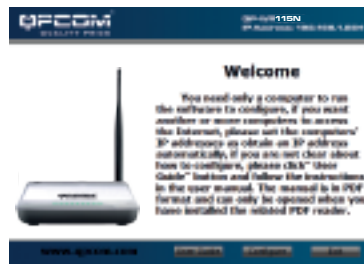 QPCOM
QUALITY PRICE
QP-WR115N
IP Address: 192.168.1.254
Welcome
You need only a computer to run
the software to configure, if you want
another or more computers to access
the Internet, please set the computers'
IP addresses as obtain an IP address
automatically, if you are not clear about
how to configure, please click" User
Guide" button and follow the instructions
in the user manual. The manual is in PDF
format and can only be opened when you
have installed the related PDF reader.
www.qpcom.com
User Guide
Configure
Exit